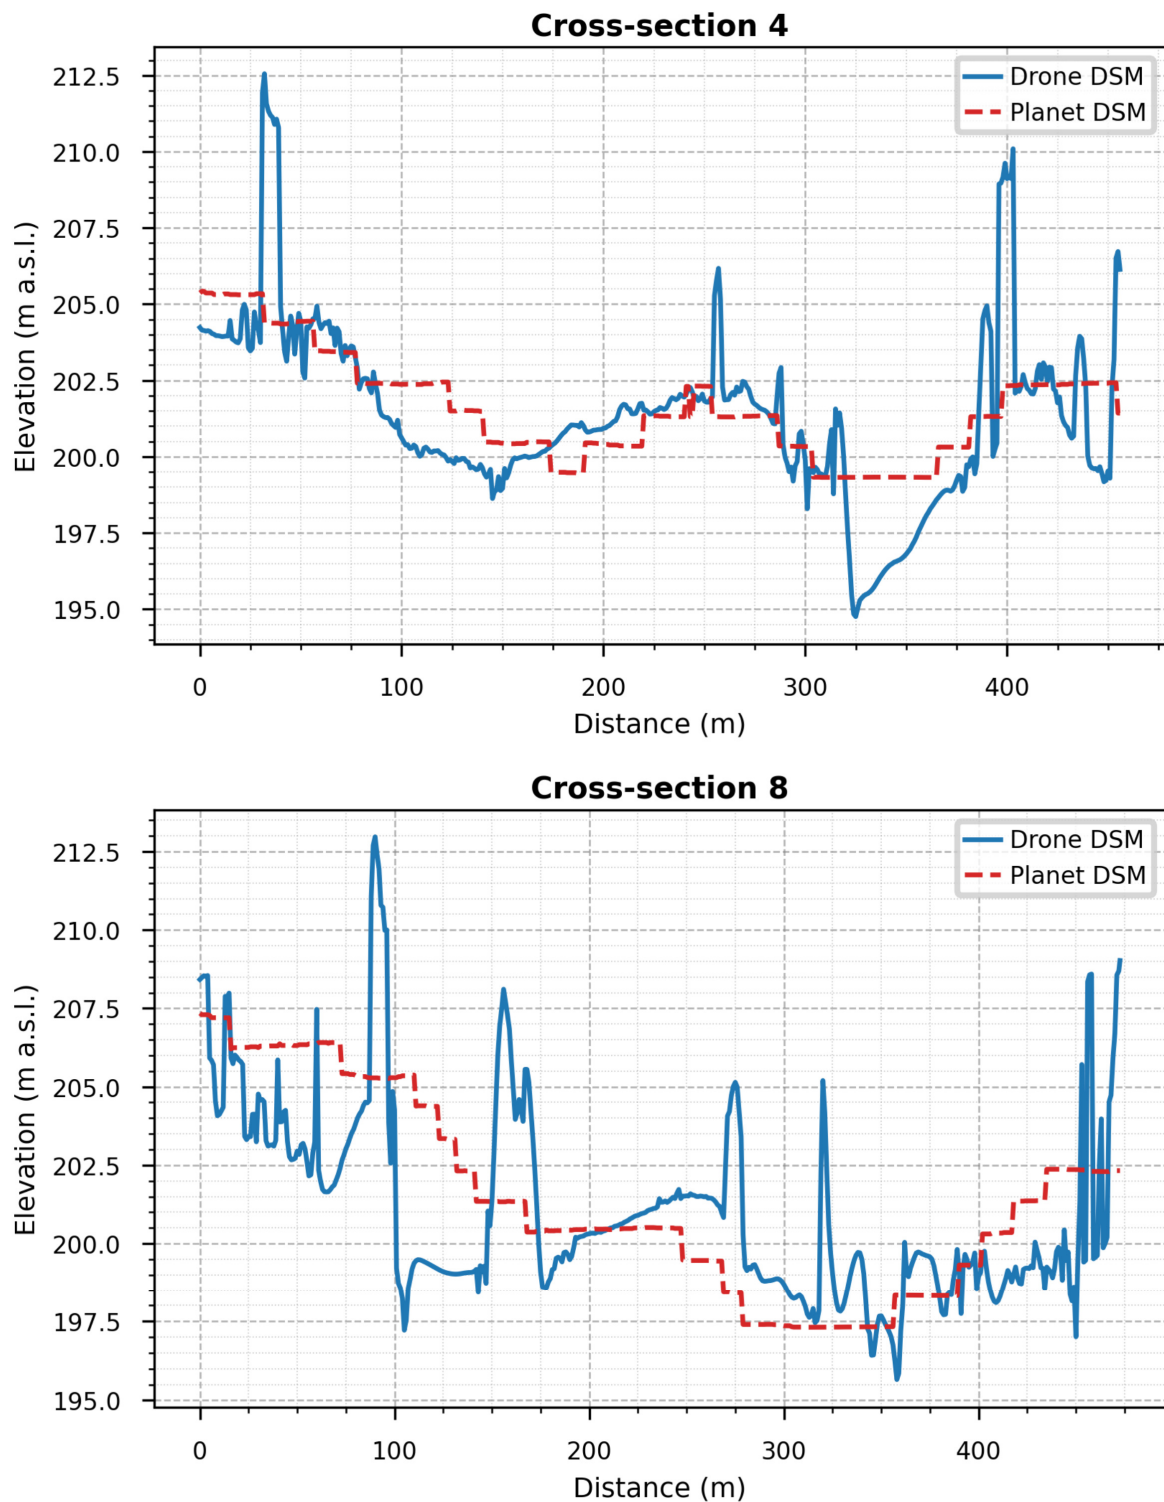 Cross-section 4
Drone DSM
Planet DSM
Elevation (m a.s.l.)
212.5
210.0
207.5
205.0
202.5
200.0
197.5
195.0
0 100 200 300 400
Distance (m)
Cross-section 8
Drone DSM
Planet DSM
Elevation (m a.s.l.)
212.5
210.0
207.5
205.0
202.5
200.0
197.5
195.0
0 100 200 300 400
Distance (m)